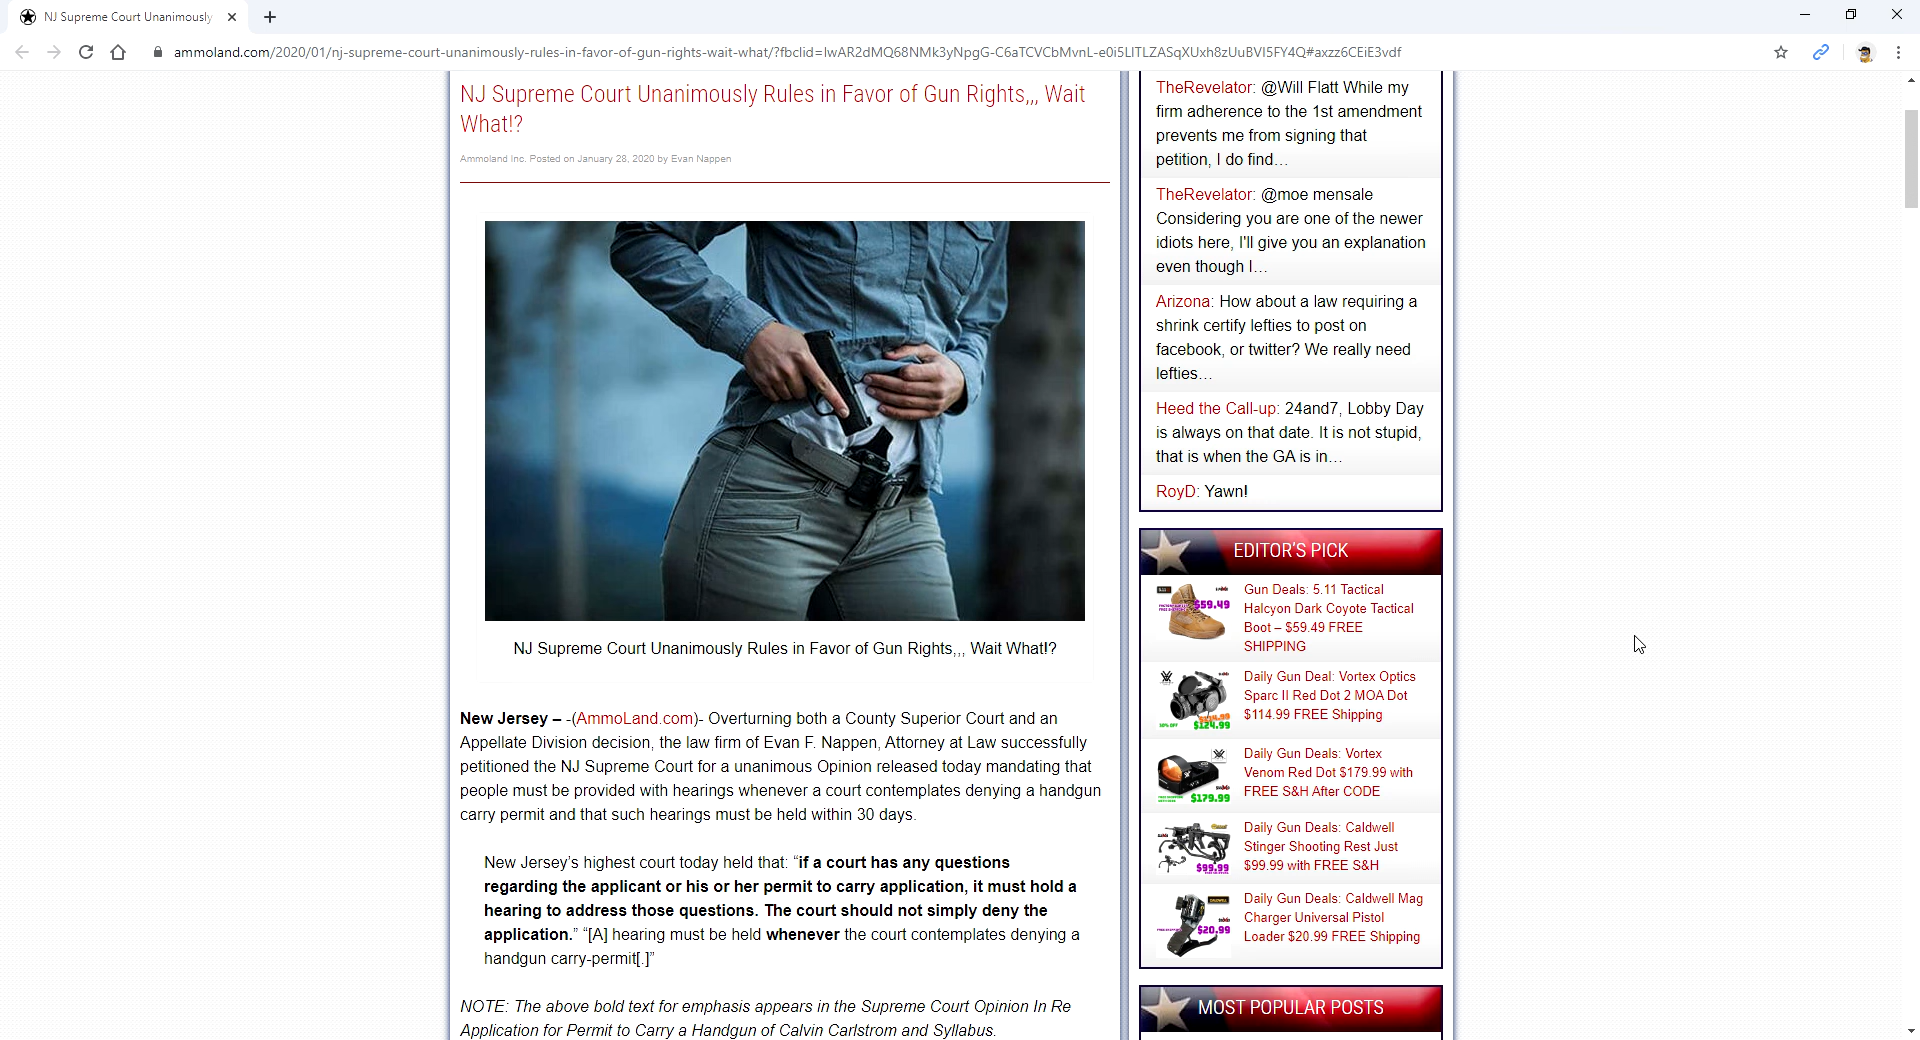 NJ Supreme Court Unanimously
ammoland.com/2020/01/nj-supreme-court-unanimously-rules-in-favor-of-gun-rights-wait-what/?fbclid=IwAR2dMQ68NMk3yNpgG-C6aTCVCbMvnL-e0i5LITLZASqXUxh8zUuBVI5FY4Q#axzz6CEiE3vdf
NJ Supreme Court Unanimously Rules in Favor of Gun Rights,,, Wait
What!?
Ammoland Inc. Posted on January 28, 2020 by Evan Nappen
NJ Supreme Court Unanimously Rules in Favor of Gun Rights,,, Wait What!?
New Jersey – -(AmmoLand.com)- Overturning both a County Superior Court and an
Appellate Division decision, the law firm of Evan F. Nappen, Attorney at Law successfully
petitioned the NJ Supreme Court for a unanimous Opinion released today mandating that
people must be provided with hearings whenever a court contemplates denying a handgun
carry permit and that such hearings must be held within 30 days.
New Jersey’s highest court today held that: “if a court has any questions
regarding the applicant or his or her permit to carry application, it must hold a
hearing to address those questions. The court should not simply deny the
application.” “[A] hearing must be held whenever the court contemplates denying a
handgun carry-permit[.]”
NOTE: The above bold text for emphasis appears in the Supreme Court Opinion In Re
Application for Permit to Carry a Handgun of Calvin Carlstrom and Syllabus.
TheRevelator: @Will Flatt While my
firm adherence to the 1st amendment
prevents me from signing that
petition, I do find…
TheRevelator: @moe mensale
Considering you are one of the newer
idiots here, I'll give you an explanation
even though I…
Arizona: How about a law requiring a
shrink certify lefties to post on
facebook, or twitter? We really need
lefties…
Heed the Call-up: 24and7, Lobby Day
is always on that date. It is not stupid,
that is when the GA is in…
RoyD: Yawn!
EDITOR'S PICK
$59.49
Gun Deals: 5.11 Tactical
Halcyon Dark Coyote Tactical
Boot – $59.49 FREE
SHIPPING
$124.99
Daily Gun Deal: Vortex Optics
Sparc II Red Dot 2 MOA Dot
$114.99 FREE Shipping
$179.99
Daily Gun Deals: Vortex
Venom Red Dot $179.99 with
FREE S&H After CODE
$99.99
Daily Gun Deals: Caldwell
Stinger Shooting Rest Just
$99.99 with FREE S&H
$20.99
Daily Gun Deals: Caldwell Mag
Charger Universal Pistol
Loader $20.99 FREE Shipping
MOST POPULAR POSTS